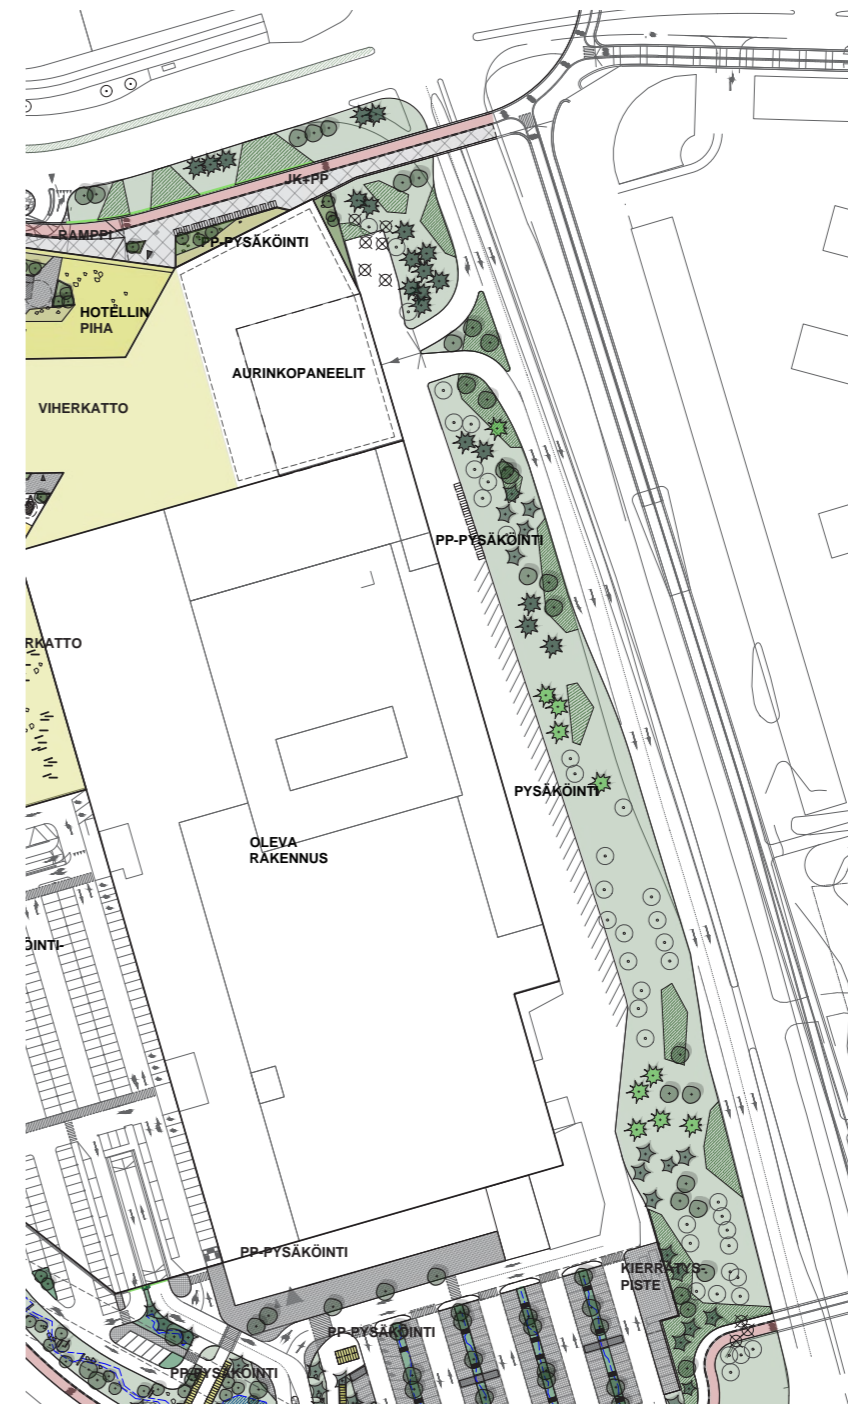 JK+PP
RAMPPI
PP-PYSÄKÖINTI
HOTELLIN
PIHA
AURINKOPANEELIT
VIHERKATTO
PP-PYSÄKÖINTI
RKATTO
PYSÄKÖINTI
OLEVA
RAKENNUS
ÖINTI-
PP-PYSÄKÖINTI
KIERRÄTYS-
PISTE
PP-PYSÄKÖINTI
PP-PYSÄKÖINTI